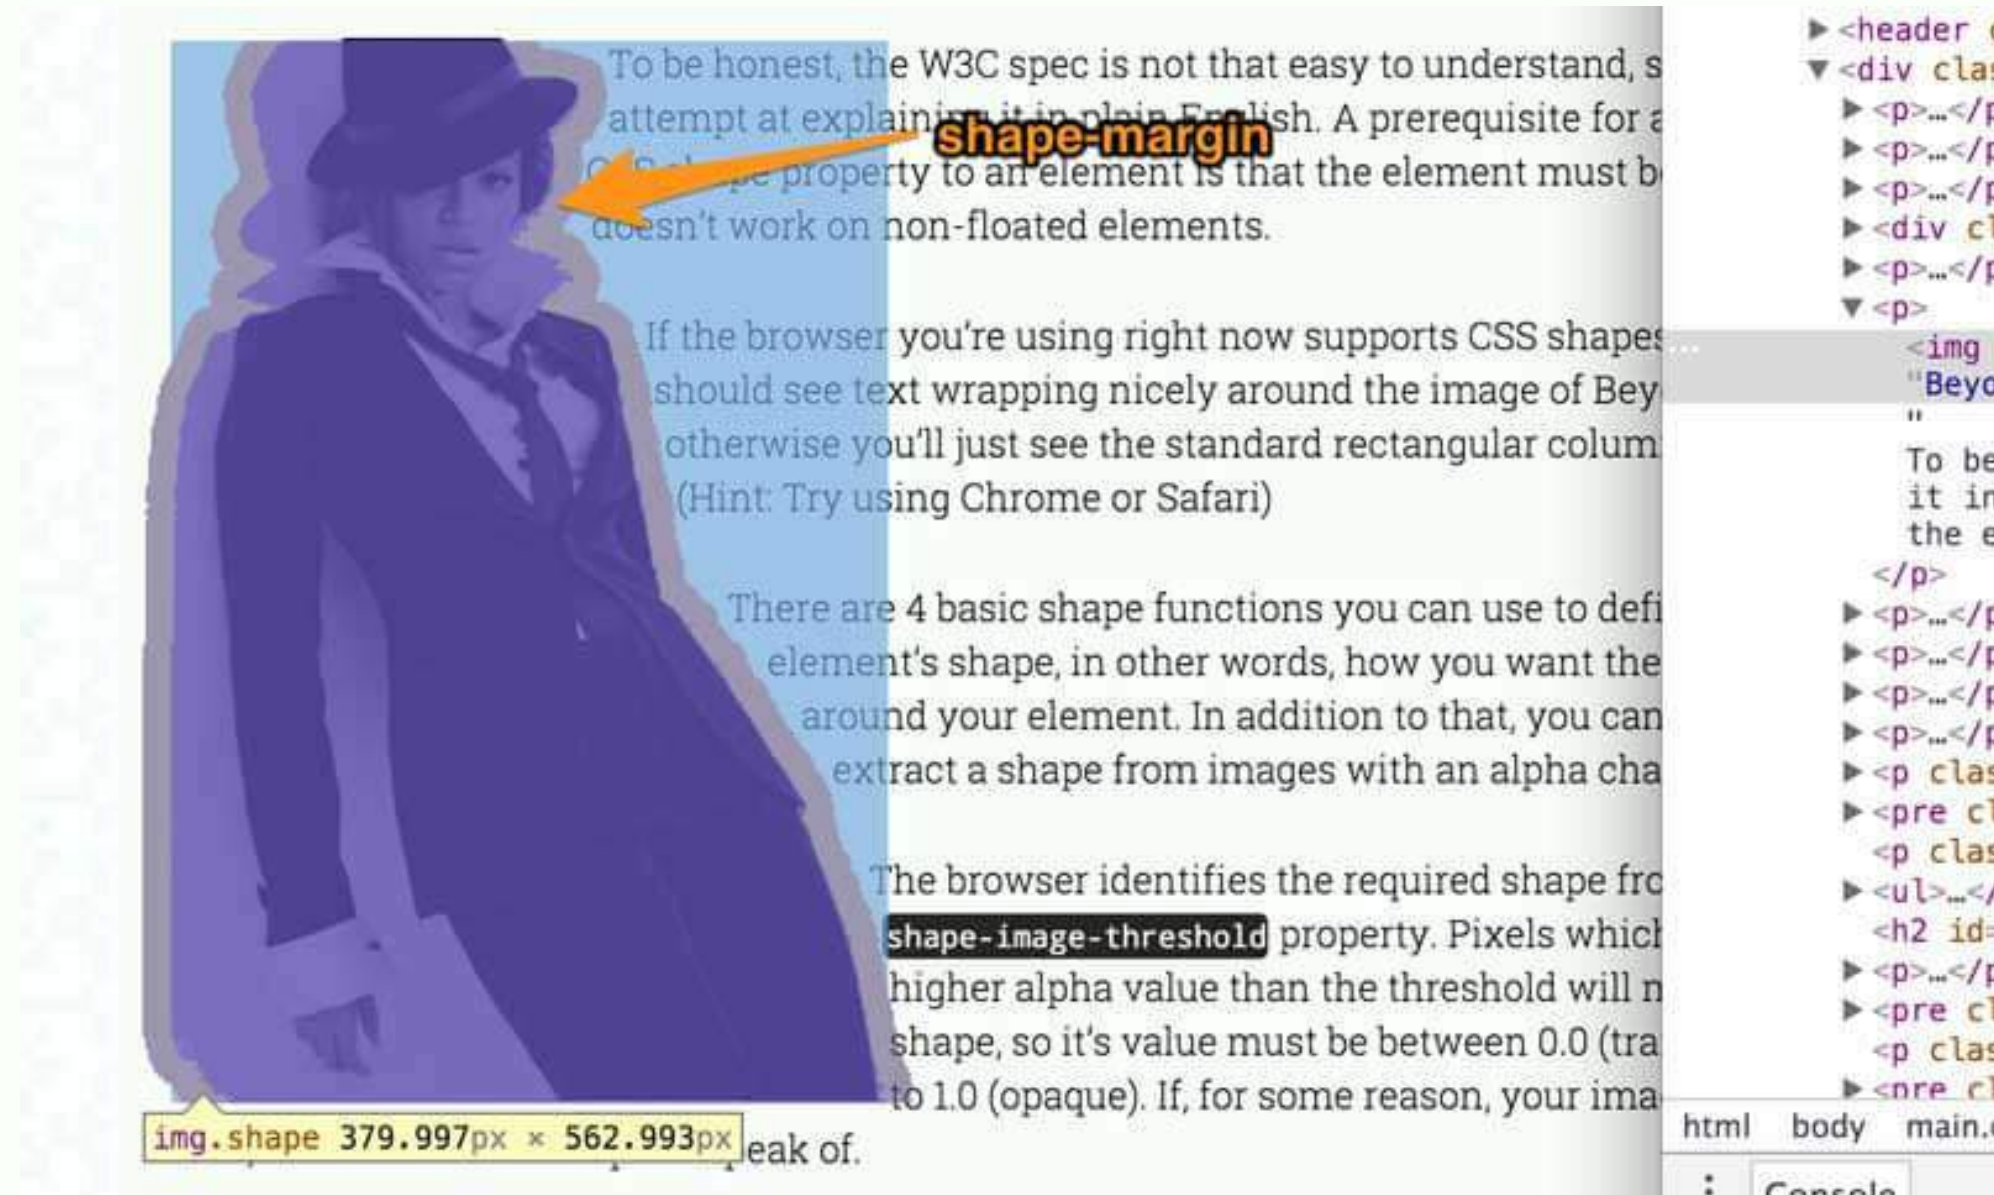 To be honest, the W3C spec is not that easy to understand, s
attempt at explaining it in plain English. A prerequisite for a
shape-margin
CSS shape property to an element is that the element must b
doesn't work on non-floated elements.
If the browser you're using right now supports CSS shapes
should see text wrapping nicely around the image of Bey
otherwise you'll just see the standard rectangular colum
(Hint: Try using Chrome or Safari)
There are 4 basic shape functions you can use to defi
element's shape, in other words, how you want the
around your element. In addition to that, you can
extract a shape from images with an alpha cha
The browser identifies the required shape fro
shape-image-threshold property. Pixels which
higher alpha value than the threshold will m
shape, so it's value must be between 0.0 (tra
to 1.0 (opaque). If, for some reason, your ima
eak of.
img.shape 379.997px × 562.993px
▶<header c
▼<div clas
▶<p>…</p
▶<p>…</p
▶<p>…</p
▶<div cl
▶<p>…</p
▼<p>
<img
"Beyo
"
To be
it in
the e
</p>
▶<p>…</p
▶<p>…</p
▶<p>…</p
▶<p>…</p
▶<p clas
▶<pre cl
<p clas
▶<ul>…</
<h2 id=
▶<p>…</p
▶<pre cl
<p clas
▶<pre cl
html body main.
Console